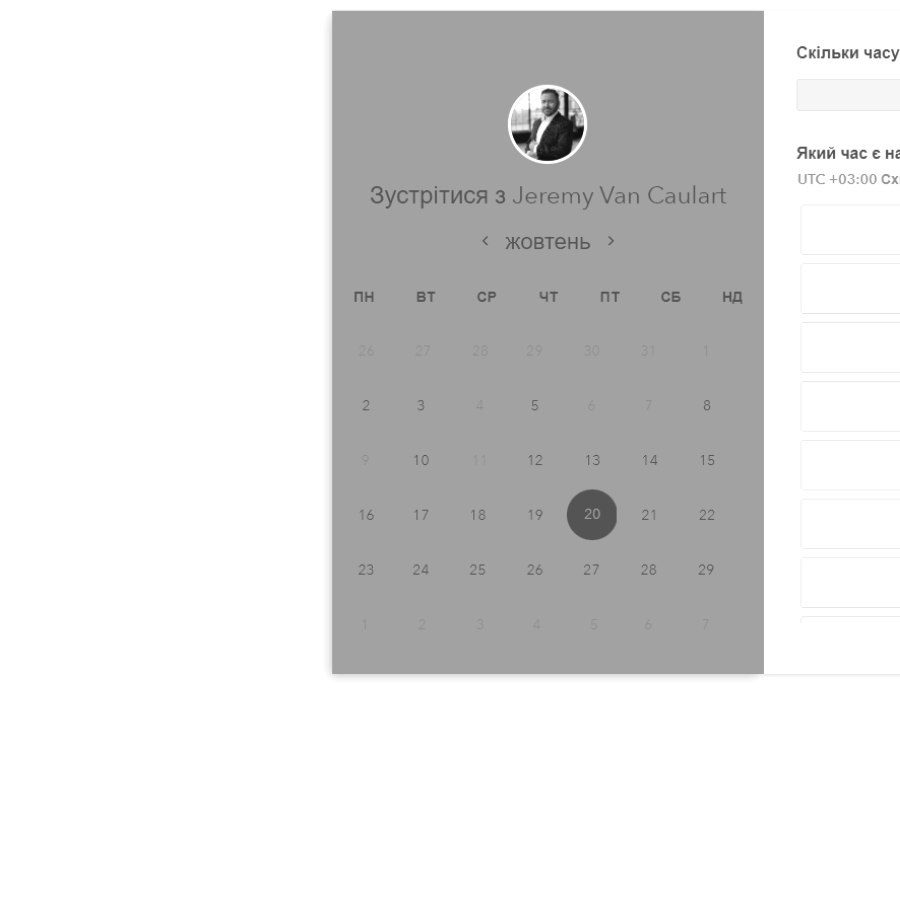 Зустрітися з Jeremy Van Caulart
жовтень
ПН ВТ СР ЧТ ПТ СБ НД
26 27 28 29 30 31 1
2 3 4 5 6 7 8
9 10 11 12 13 14 15
16 17 18 19 20 21 22
23 24 25 26 27 28 29
1 2 3 4 5 6 7
Скільки часу
Який час є
UTC +03:00